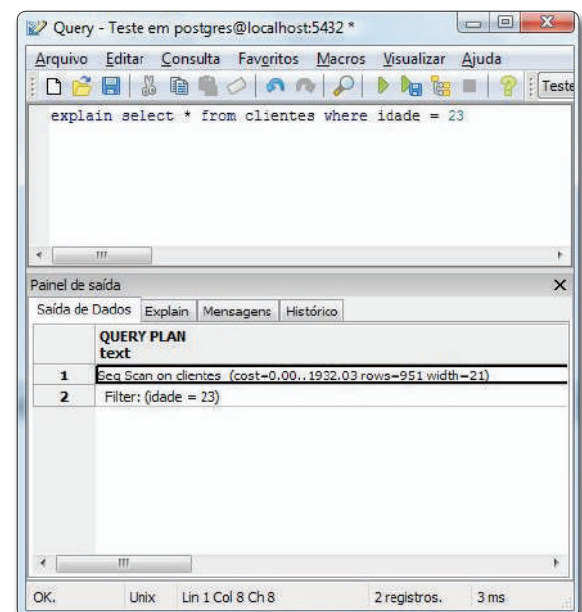 Query - Teste em postgres@localhost:5432 *
Arquivo Editar Consulta Favoritos Macros Visualizar Ajuda
Teste
explain select * from clientes where idade = 23
Painel de saída
Saída de Dados Explain Mensagens Histórico
QUERY PLAN
text
1 Seq Scan on clientes (cost=0.00..1932.03 rows=951 width=21)
2 Filter: (idade = 23)
OK. Unix Lin 1 Col 8 Ch 8 2 registros. 3 ms